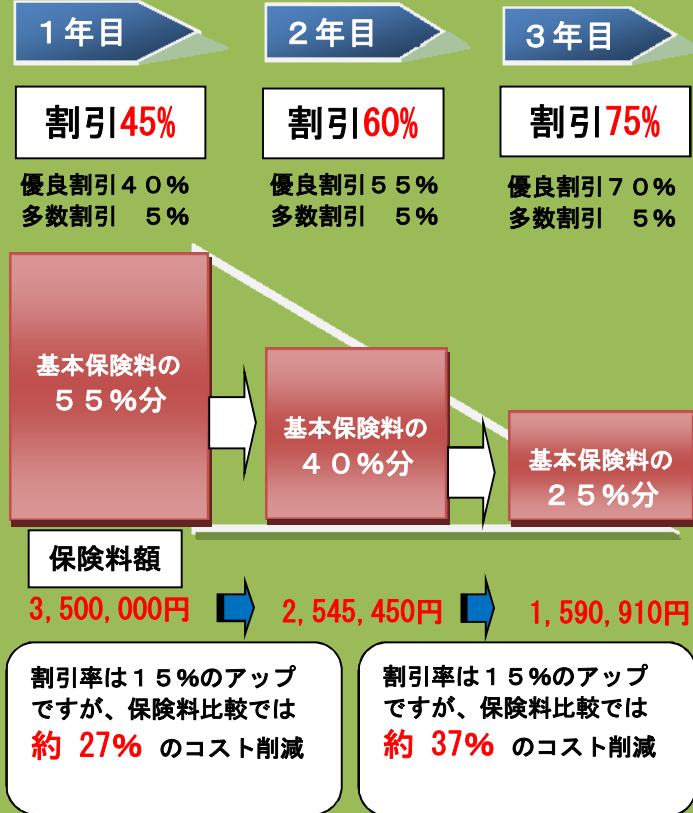 １年目
２年目
３年目
割引45%
割引60%
割引75%
優良割引４０％
多数割引　５％
優良割引５５％
多数割引　５％
優良割引７０％
多数割引　５％
基本保険料の
５５％分
基本保険料の
４０％分
基本保険料の
２５％分
保険料額
3,500,000円
2,545,450円
1,590,910円
割引率は１５％のアップ
ですが、保険料比較では
約 27% のコスト削減
割引率は１５％のアップ
ですが、保険料比較では
約 37% のコスト削減